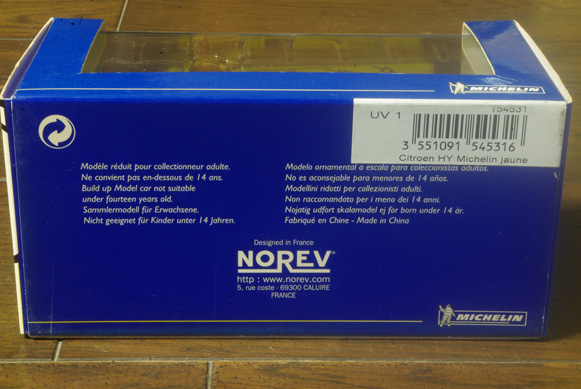 MICHELIN
154531
UV 1
3 551091 545316
Citroen HY Michelin jaune
Modèle réduit pour collectionneur adulte.
Ne convient pas en-dessous de 14 ans.
Build up Model car not suitable
under fourteen years old.
Sammlermodell für Erwachsene.
Nicht geeignet für Kinder unter 14 Jahren.
Modelo ornamental a escala para coleccionistas adultos.
No es aconsejable para menores de 14 años.
Modellini ridotti per collezionisti adulti.
Non raccomandato per i meno dei 14 anni.
Nojatig udfort skalamodel ej for born under 14 år.
Fabriqué en Chine - Made in China
Designed in France
NOREV®
http : www.norev.com
5, rue coste - 69300 CALUIRE
FRANCE
MICHELIN